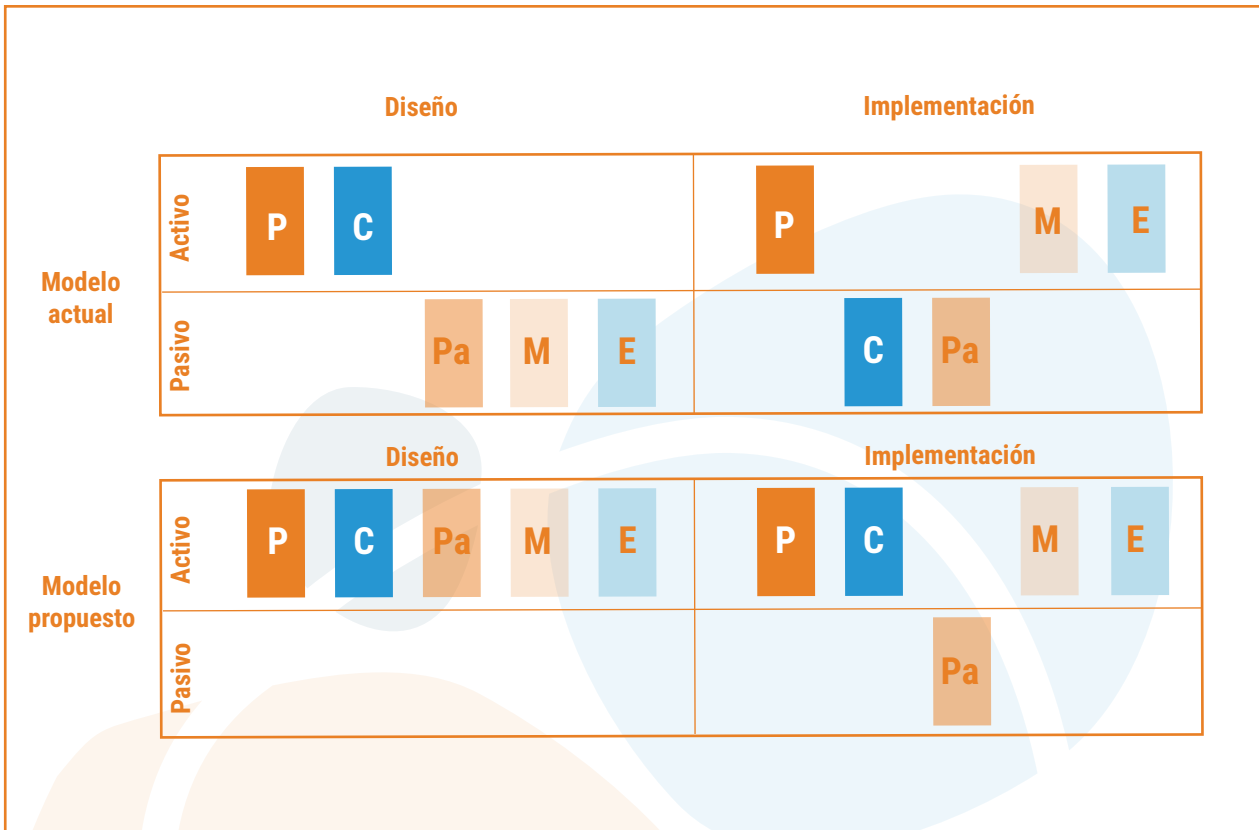 Diseño
Implementación
Modelo
actual
Activo
P C
P M E
Pasivo
Pa M E
C Pa
Diseño
Implementación
Modelo
propuesto
Activo
P C Pa M E
P C M E
Pasivo
Pa